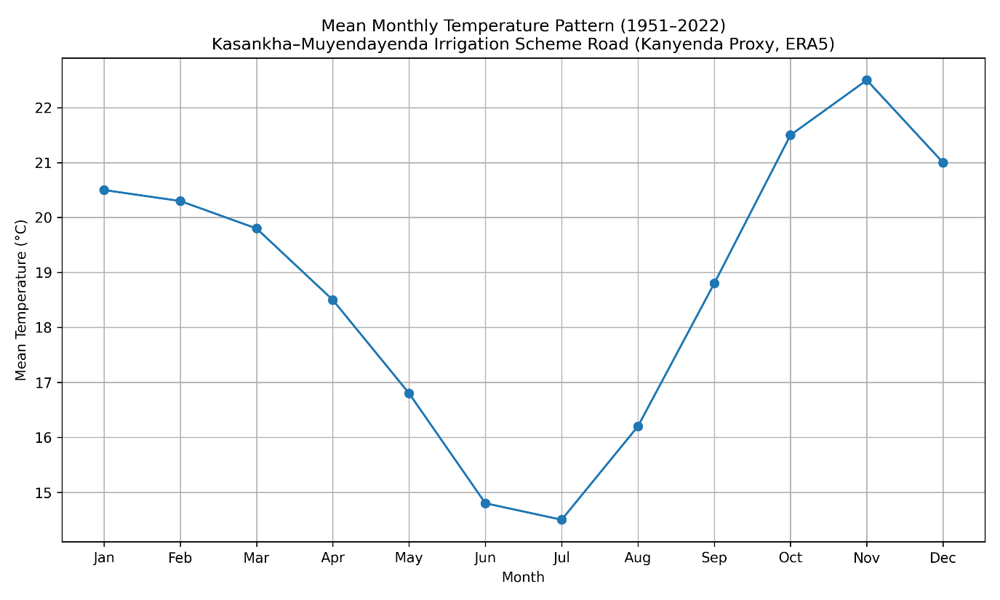 Mean Monthly Temperature Pattern (1951–2022)
Kasankha–Muyendayenda Irrigation Scheme Road (Kanyenda Proxy, ERA5)
Mean Temperature (°C)
22
21
20
19
18
17
16
15
Jan Feb Mar Apr May Jun Jul Aug Sep Oct Nov Dec
Month